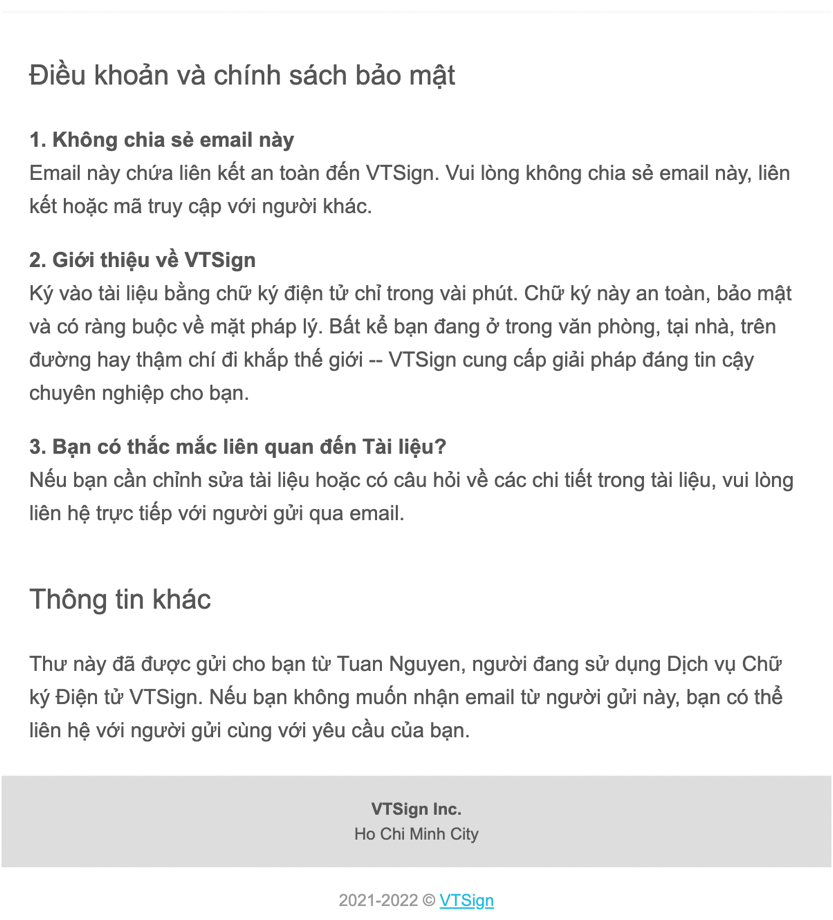 Điều khoản và chính sách bảo mật
1. Không chia sẻ email này
Email này chứa liên kết an toàn đến VTSign. Vui lòng không chia sẻ email này, liên
kết hoặc mã truy cập với người khác.
2. Giới thiệu về VTSign
Ký vào tài liệu bằng chữ ký điện tử chỉ trong vài phút. Chữ ký này an toàn, bảo mật
và có ràng buộc về mặt pháp lý. Bất kể bạn đang ở trong văn phòng, tại nhà, trên
đường hay thậm chí đi khắp thế giới -- VTSign cung cấp giải pháp đáng tin cậy
chuyên nghiệp cho bạn.
3. Bạn có thắc mắc liên quan đến Tài liệu?
Nếu bạn cần chỉnh sửa tài liệu hoặc có câu hỏi về các chi tiết trong tài liệu, vui lòng
liên hệ trực tiếp với người gửi qua email.
Thông tin khác
Thư này đã được gửi cho bạn từ Tuan Nguyen, người đang sử dụng Dịch vụ Chữ
ký Điện tử VTSign. Nếu bạn không muốn nhận email từ người gửi này, bạn có thể
liên hệ với người gửi cùng với yêu cầu của bạn.
VTSign Inc.
Ho Chi Minh City
2021-2022 © VTSign